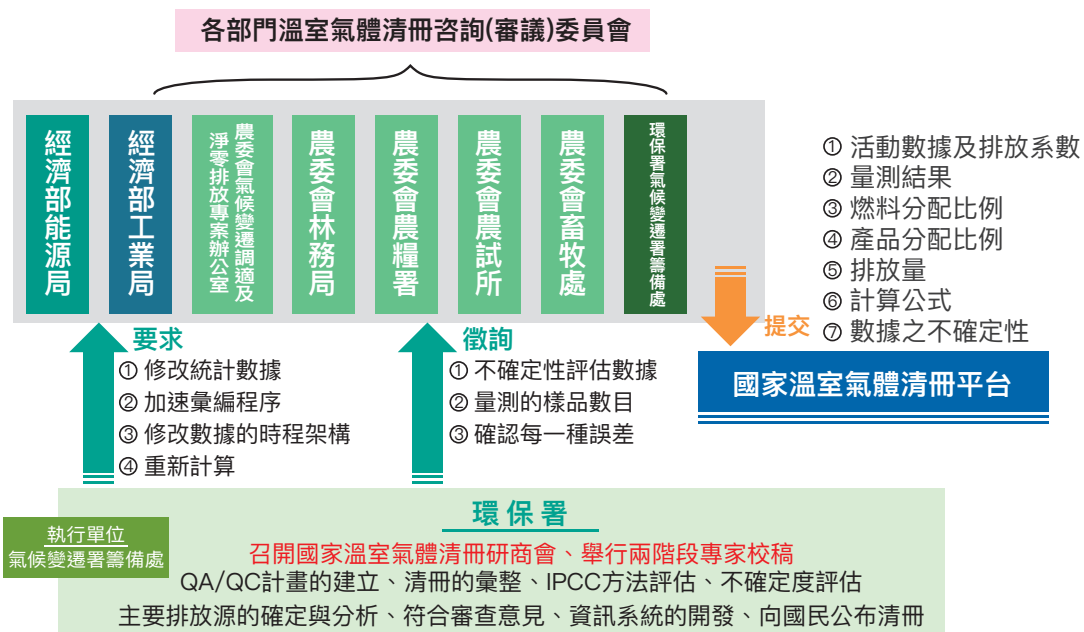 各部門溫室氣體清冊咨詢(審議)委員會
經濟部能源局
經濟部工業局
農委會氣候變遷調適及
淨零排放專案辦公室
農委會林務局
農委會農糧署
農委會農試所
農委會畜牧處
環保署氣候變遷署籌備處
① 活動數據及排放系數
② 量測結果
③ 燃料分配比例
④ 產品分配比例
⑤ 排放量
⑥ 計算公式
⑦ 數據之不確定性
提交
國家溫室氣體清冊平台
要求
① 修改統計數據
② 加速彙編程序
③ 修改數據的時程架構
④ 重新計算
徵詢
① 不確定性評估數據
② 量測的樣品數目
③ 確認每一種誤差
執行單位
氣候變遷署籌備處
環保署
召開國家溫室氣體清冊研商會、舉行兩階段專家校稿
QA/QC計畫的建立、清冊的彙整、IPCC方法評估、不確定度評估
主要排放源的確定與分析、符合審查意見、資訊系統的開發、向國民公布清冊